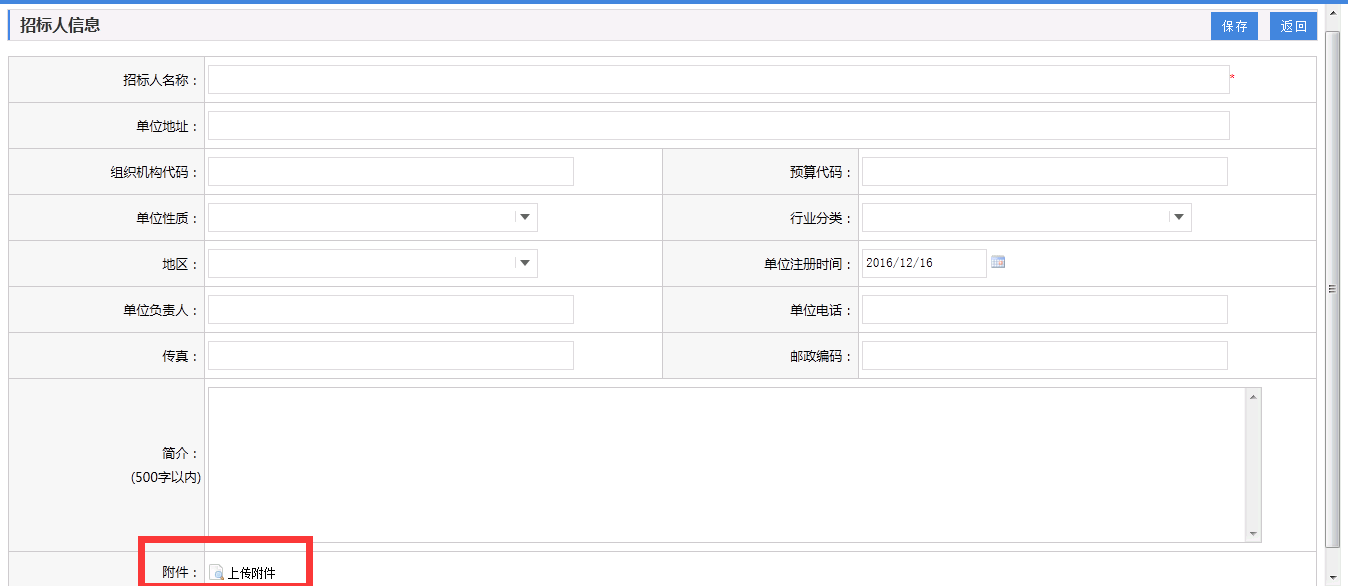 招标人信息
保存 返回
招标人名称： *
单位地址：
组织机构代码： 预算代码：
单位性质： 行业分类：
地区： 单位注册时间： 2016/12/16
单位负责人： 单位电话：
传真： 邮政编码：
简介：
(500字以内)
附件： 上传附件